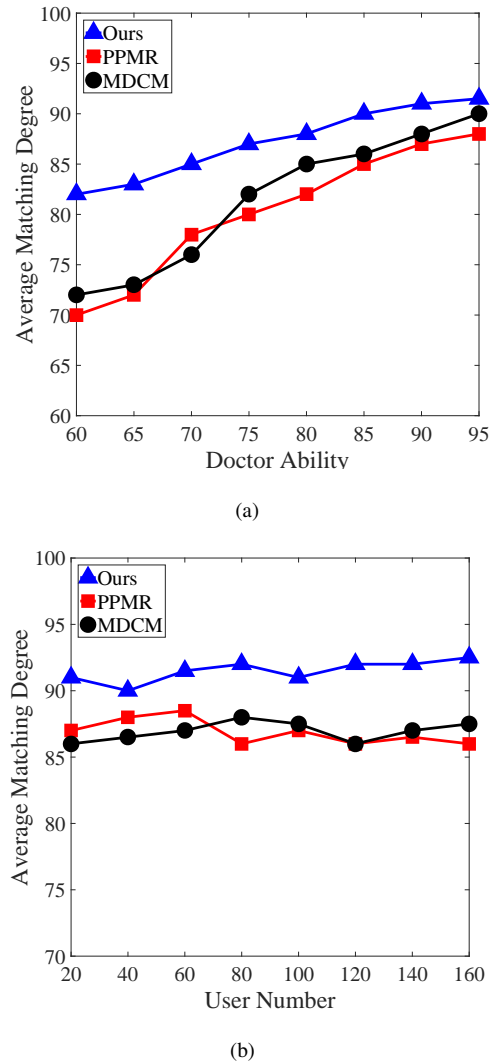 100
95
90
85
80
75
70
65
60
Average Matching Degree
Ours
PPMR
MDCM
60 65 70 75 80 85 90 95
Doctor Ability
(a)
100
95
90
85
80
75
70
Average Matching Degree
Ours
PPMR
MDCM
20 40 60 80 100 120 140 160
User Number
(b)